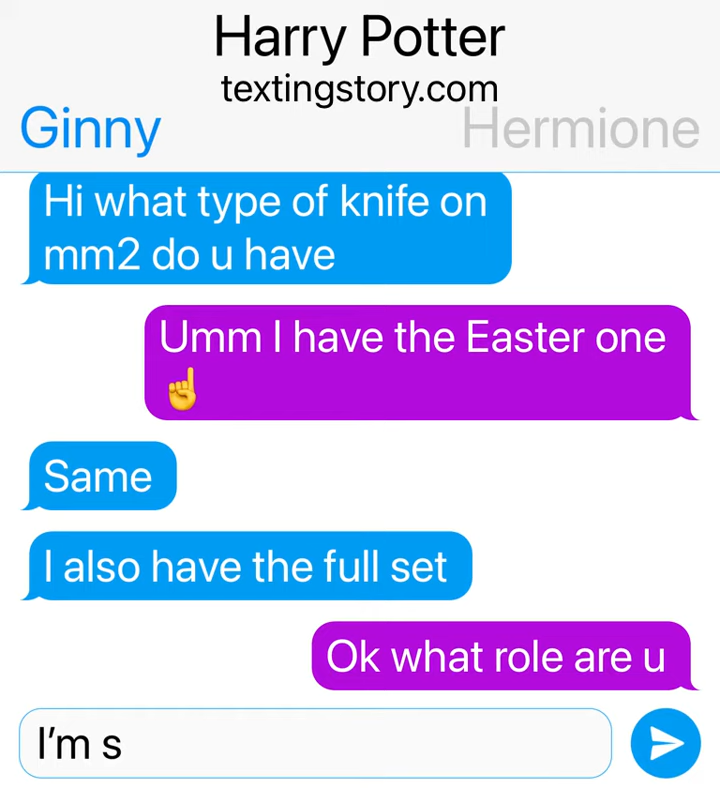 Harry Potter
textingstory.com
Ginny
Hermione
Hi what type of knife on
mm2 do u have
Umm I have the Easter one
☝️
Same
I also have the full set
Ok what role are u
I’m s